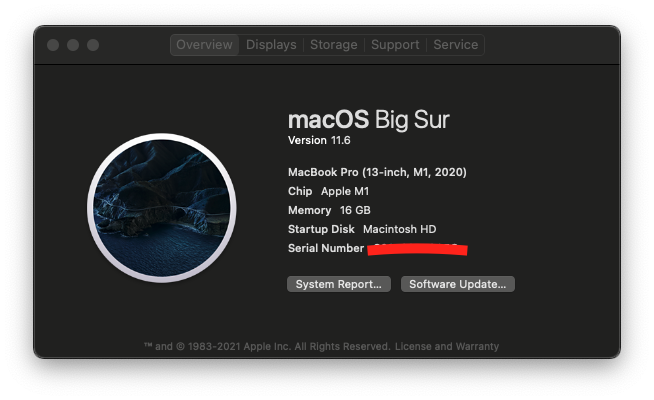 Overview Displays Storage Support Service
macOS Big Sur
Version 11.6
MacBook Pro (13-inch, M1, 2020)
Chip Apple M1
Memory 16 GB
Startup Disk Macintosh HD
Serial Number
System Report... Software Update...
™ and © 1983-2021 Apple Inc. All Rights Reserved. License and Warranty